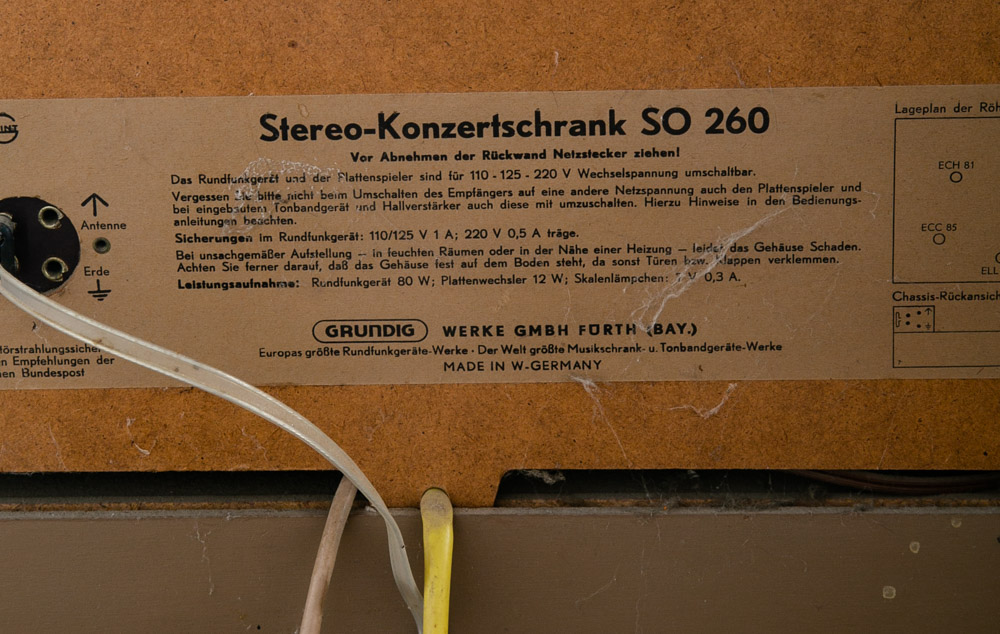 Stereo-Konzertschrank SO 260
Vor Abnehmen der Rückwand Netzstecker ziehen!
Das Rundfunkgerät und der Plattenspieler sind für 110 - 125 - 220 V Wechselspannung umschaltbar.
Vergessen Sie bitte nicht beim Umschalten des Empfängers auf eine andere Netzspannung auch den Plattenspieler und
bei eingebautem Tonbandgerät und Hallverstärker auch diese mit umzuschalten. Hierzu Hinweise in den Bedienungs-
anleitungen beachten.
Sicherungen im Rundfunkgerät: 110/125 V 1 A; 220 V 0,5 A träge.
Bei unsachgemäßer Aufstellung – in feuchten Räumen oder in der Nähe einer Heizung – leidet das Gehäuse Schaden.
Achten Sie ferner darauf, daß das Gehäuse fest auf dem Boden steht, da sonst Türen bzw. Klappen verklemmen.
Leistungsaufnahme: Rundfunkgerät 80 W; Plattenwechsler 12 W; Skalenlämpchen: V 0,3 A.
GRUNDIG WERKE GMBH FÜRTH (BAY.)
Europas größte Rundfunkgeräte-Werke · Der Welt größte Musikschrank- u. Tonbandgeräte-Werke
MADE IN W-GERMANY
Antenne
Erde
törstrahlungssicher
n Empfehlungen der
en Bundespost
Lageplan der Röh
ECH 81
ECC 85
ELL
Chassis-Rückansich